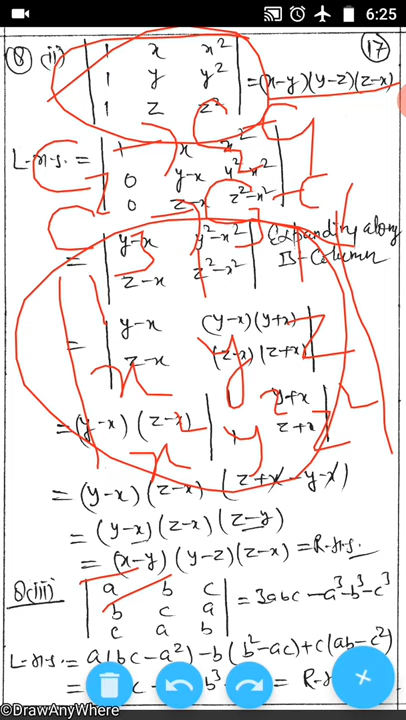 6:25
17
8 (ii) | 1 x x² |
| 1 y y² | = (x-y)(y-z)(z-x)
| 1 z z² |
L-H-S. = | 1 x x² |
| 0 y-x y²-x² |
| 0 z-x z²-x² |
= | y-x y²-x² | Expanding along
| z-x z²-x² | Ist-Column
= | y-x (y-x)(y+x) |
| z-x (z-x)(z+x) |
= (y-x) (z-x) | 1 y+x |
| 1 z+x |
= (y-x) (z-x) (z+x-y-x)
= (y-x)(z-x)(z-y)
= (x-y)(y-z)(z-x) = R-H-S.
8(iii) | a b c |
| b c a | = 3abc - a³-b³-c³
| c a b |
L-H-S. = a(bc-a²) -b(b²-ac)+c(ab-c²)
©DrawAnyWhere